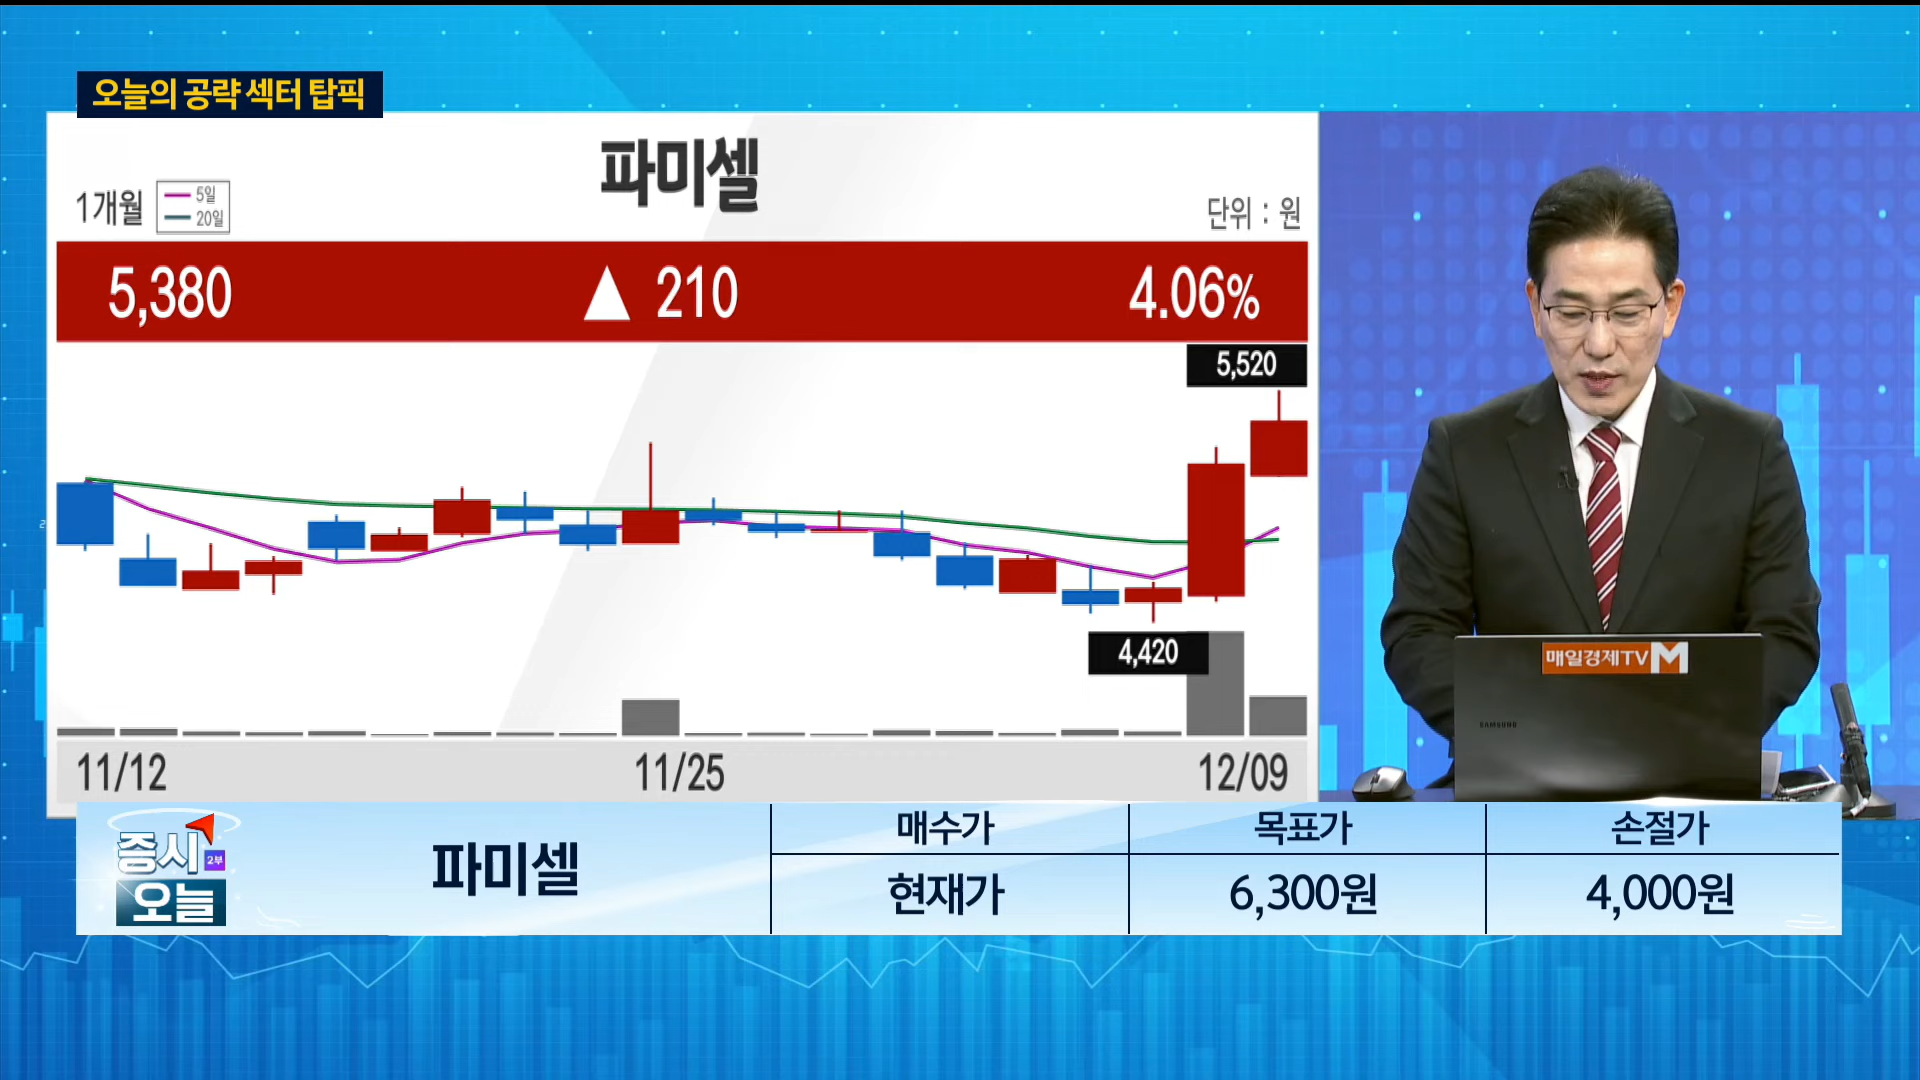 오늘의 공략 섹터 탑픽
파미셀
1개월
5일
20일
단위 : 원
5,380 ▲ 210 4.06%
5,520
4,420
11/12 11/25 12/09
매일경제TV M
SAMSUNG
증시 2부
오늘
파미셀
매수가 목표가 손절가
현재가 6,300원 4,000원